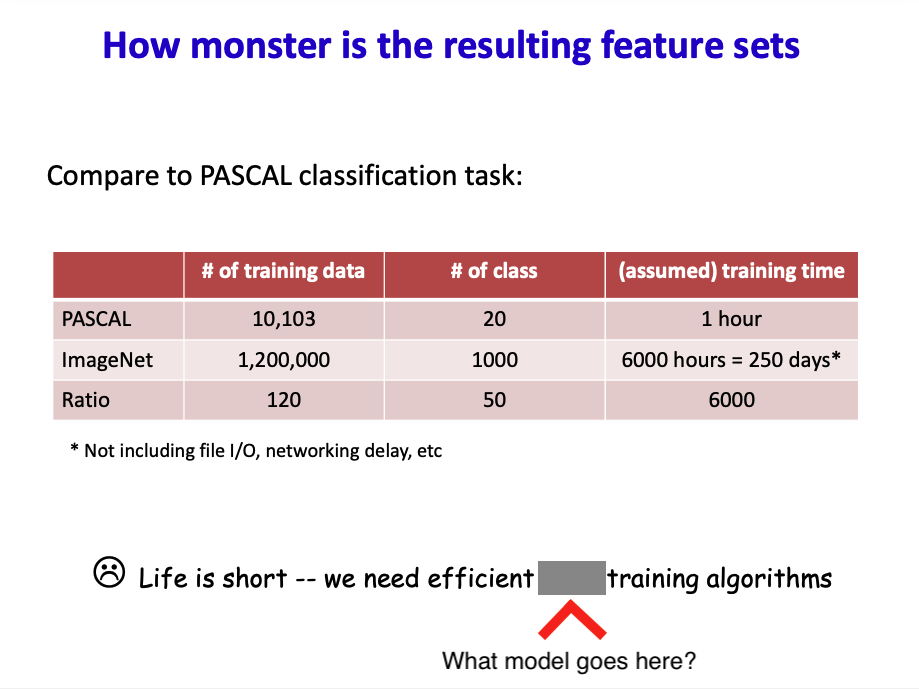 How monster is the resulting feature sets
Compare to PASCAL classification task:
# of training data # of class (assumed) training time
PASCAL 10,103 20 1 hour
ImageNet 1,200,000 1000 6000 hours = 250 days*
Ratio 120 50 6000
* Not including file I/O, networking delay, etc
☹ Life is short -- we need efficient training algorithms
What model goes here?